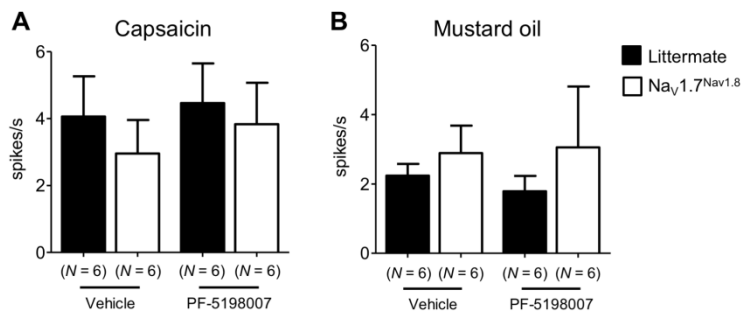 A
Capsaicin
spikes/s
6
4
2
0
(N = 6) (N = 6) (N = 6) (N = 6)
Vehicle PF-5198007
B
Mustard oil
spikes/s
6
4
2
0
(N = 6) (N = 6) (N = 6) (N = 6)
Vehicle PF-5198007
Littermate
NaV1.7Nav1.8